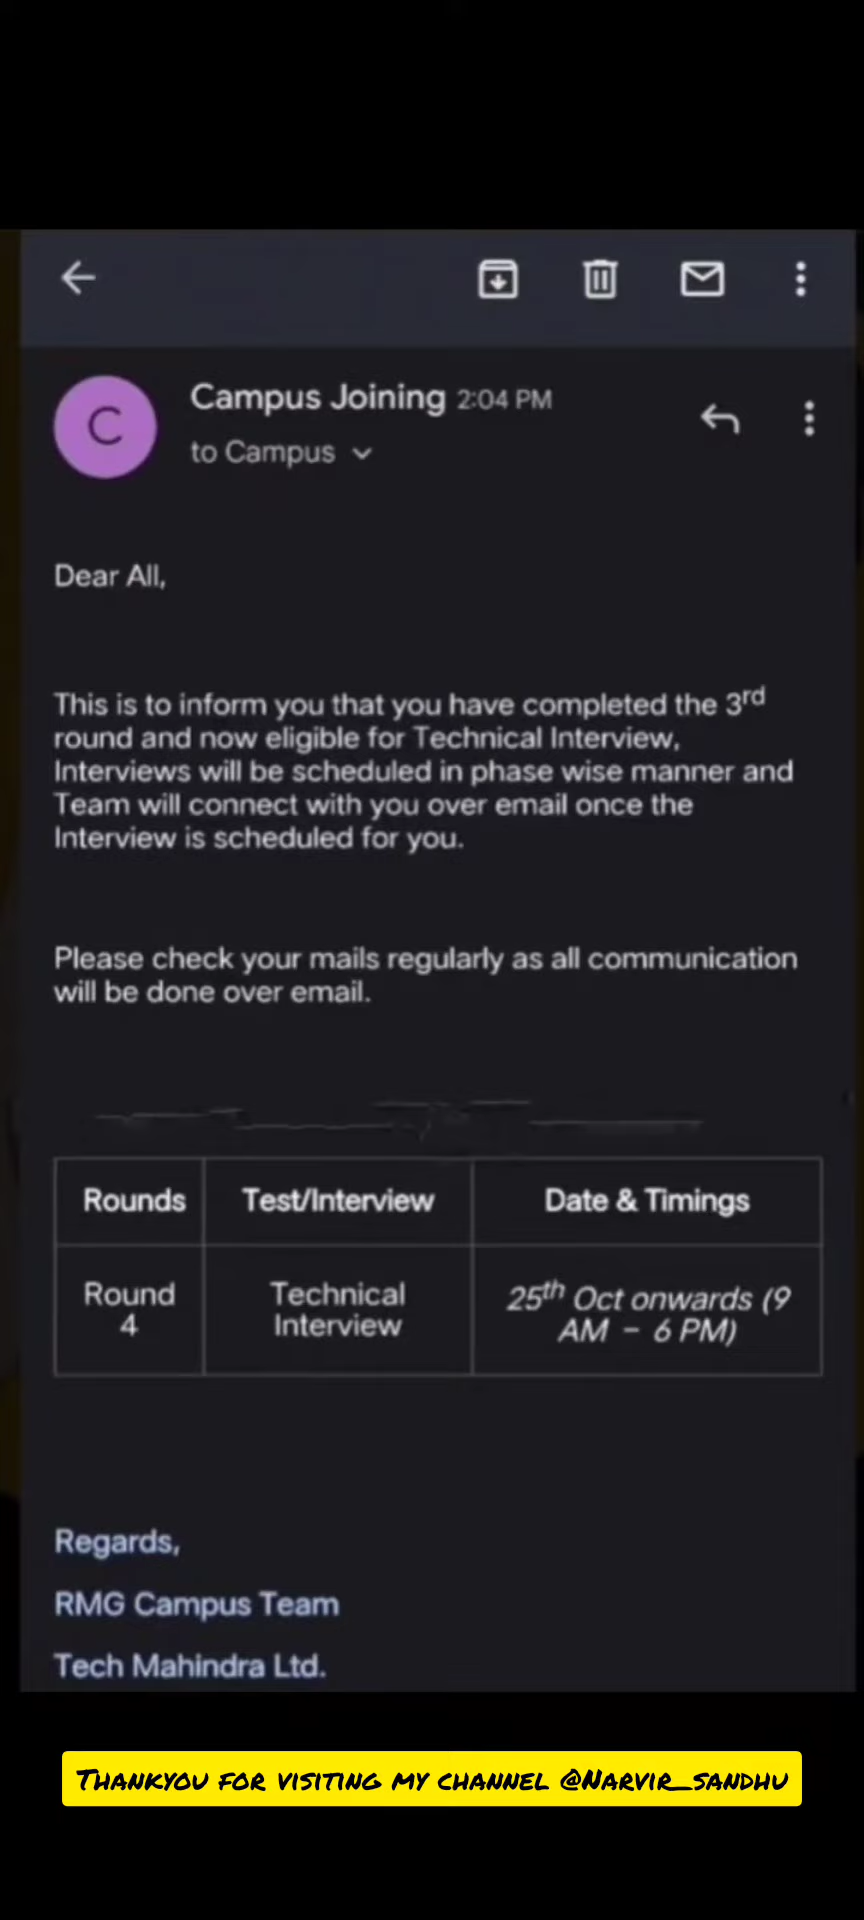 Campus Joining 2:04 PM
C
to Campus
Dear All,
This is to inform you that you have completed the 3rd
round and now eligible for Technical Interview,
Interviews will be scheduled in phase wise manner and
Team will connect with you over email once the
Interview is scheduled for you.
Please check your mails regularly as all communication
will be done over email.
Rounds Test/Interview Date & Timings
Round Technical 25th Oct onwards (9
4 Interview AM - 6 PM)
Regards,
RMG Campus Team
Tech Mahindra Ltd.
Thankyou for visiting my channel @Narvir_sandhu